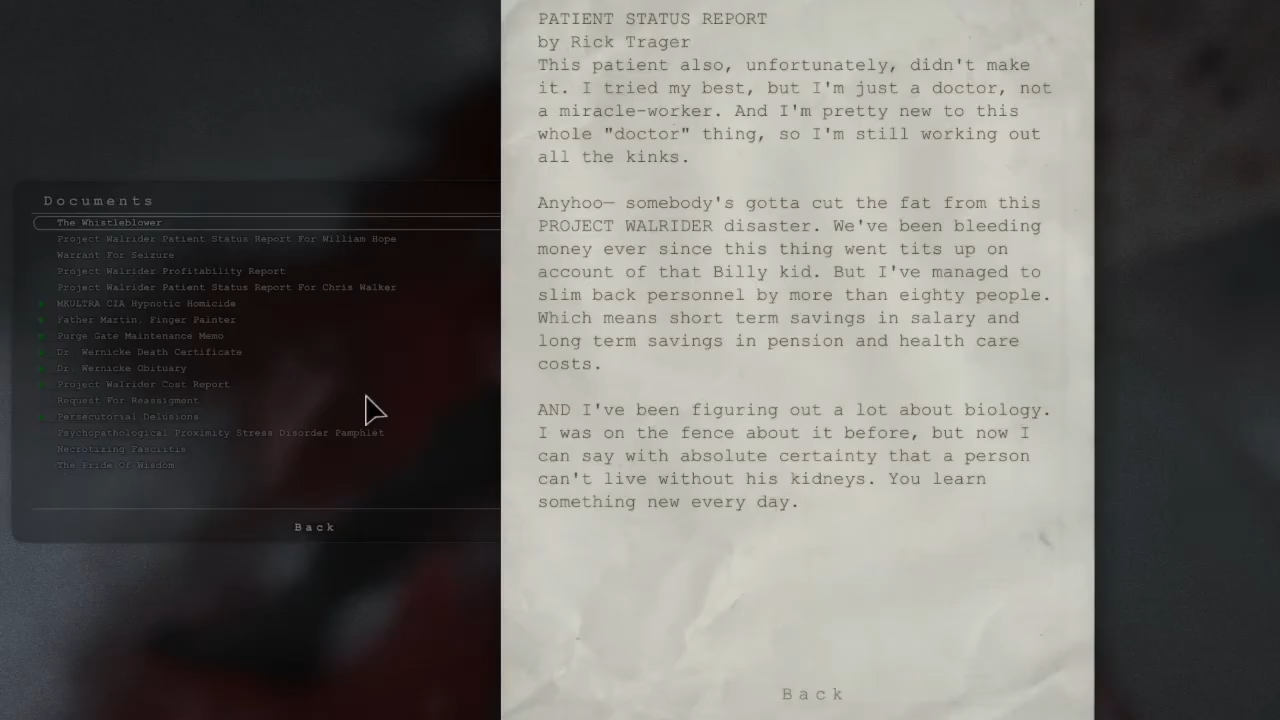 Documents
The Whistleblower
Project Walrider Patient Status Report For William Hope
Warrant For Seizure
Project Walrider Profitability Report
Project Walrider Patient Status Report For Chris Walker
MKULTRA CIA Hypnotic Homicide
Father Martin, Finger Painter
Purge Gate Maintenance Memo
Dr. Wernicke Death Certificate
Dr. Wernicke Obituary
Project Walrider Cost Report
Request For Reassigment
Persecutorial Delusions
Psychopathological Proximity Stress Disorder Pamphlet
Necrotizing Fasciitis
The Pride Of Wisdom
Back
PATIENT STATUS REPORT
by Rick Trager
This patient also, unfortunately, didn't make
it. I tried my best, but I'm just a doctor, not
a miracle-worker. And I'm pretty new to this
whole "doctor" thing, so I'm still working out
all the kinks.
Anyhoo— somebody's gotta cut the fat from this
PROJECT WALRIDER disaster. We've been bleeding
money ever since this thing went tits up on
account of that Billy kid. But I've managed to
slim back personnel by more than eighty people.
Which means short term savings in salary and
long term savings in pension and health care
costs.
AND I've been figuring out a lot about biology.
I was on the fence about it before, but now I
can say with absolute certainty that a person
can't live without his kidneys. You learn
something new every day.
Back